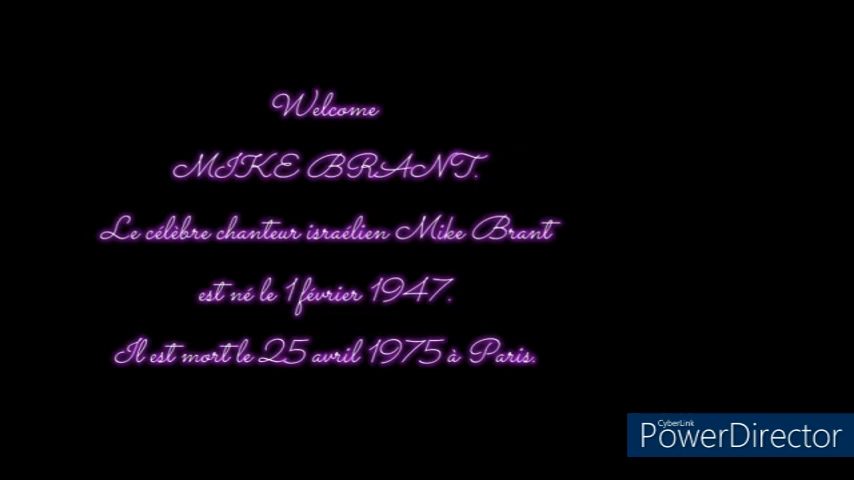 Welcome
MIKE BRANT.
Le célèbre chanteur israélien Mike Brant
est né le 1 février 1947.
Il est mort le 25 avril 1975 à Paris.
CyberLink
PowerDirector